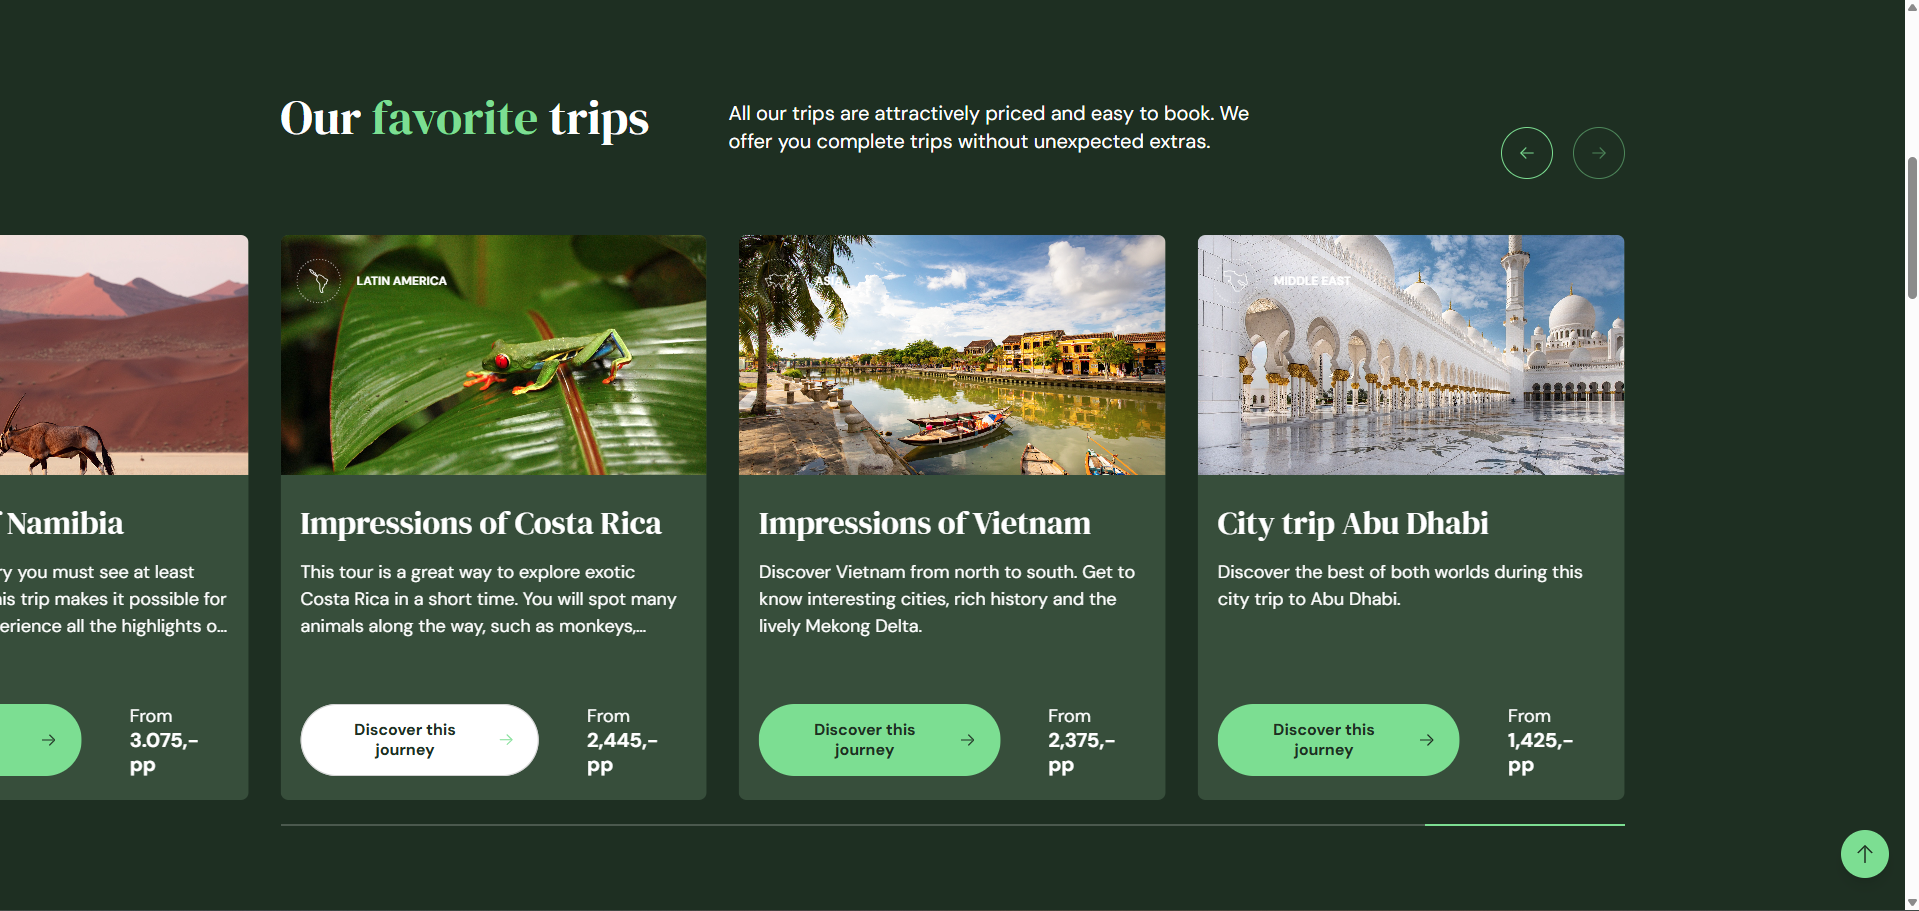 Our favorite trips
All our trips are attractively priced and easy to book. We
offer you complete trips without unexpected extras.
Namibia
ry you must see at least
is trip makes it possible for
erience all the highlights o...
From
3.075,-
pp
LATIN AMERICA
Impressions of Costa Rica
This tour is a great way to explore exotic
Costa Rica in a short time. You will spot many
animals along the way, such as monkeys,...
Discover this
journey
From
2,445,-
pp
ASIA
Impressions of Vietnam
Discover Vietnam from north to south. Get to
know interesting cities, rich history and the
lively Mekong Delta.
Discover this
journey
From
2,375,-
pp
MIDDLE EAST
City trip Abu Dhabi
Discover the best of both worlds during this
city trip to Abu Dhabi.
Discover this
journey
From
1,425,-
pp